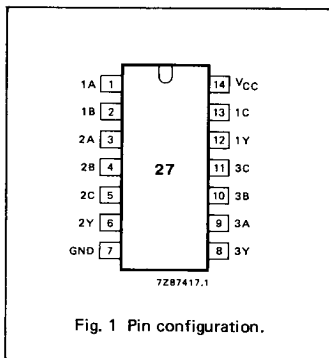 1A 1 14 VCC
1B 2 13 1C
2A 3 12 1Y
2B 4 27 11 3C
2C 5 10 3B
2Y 6 9 3A
GND 7 8 3Y
7Z87417.1
Fig. 1 Pin configuration.